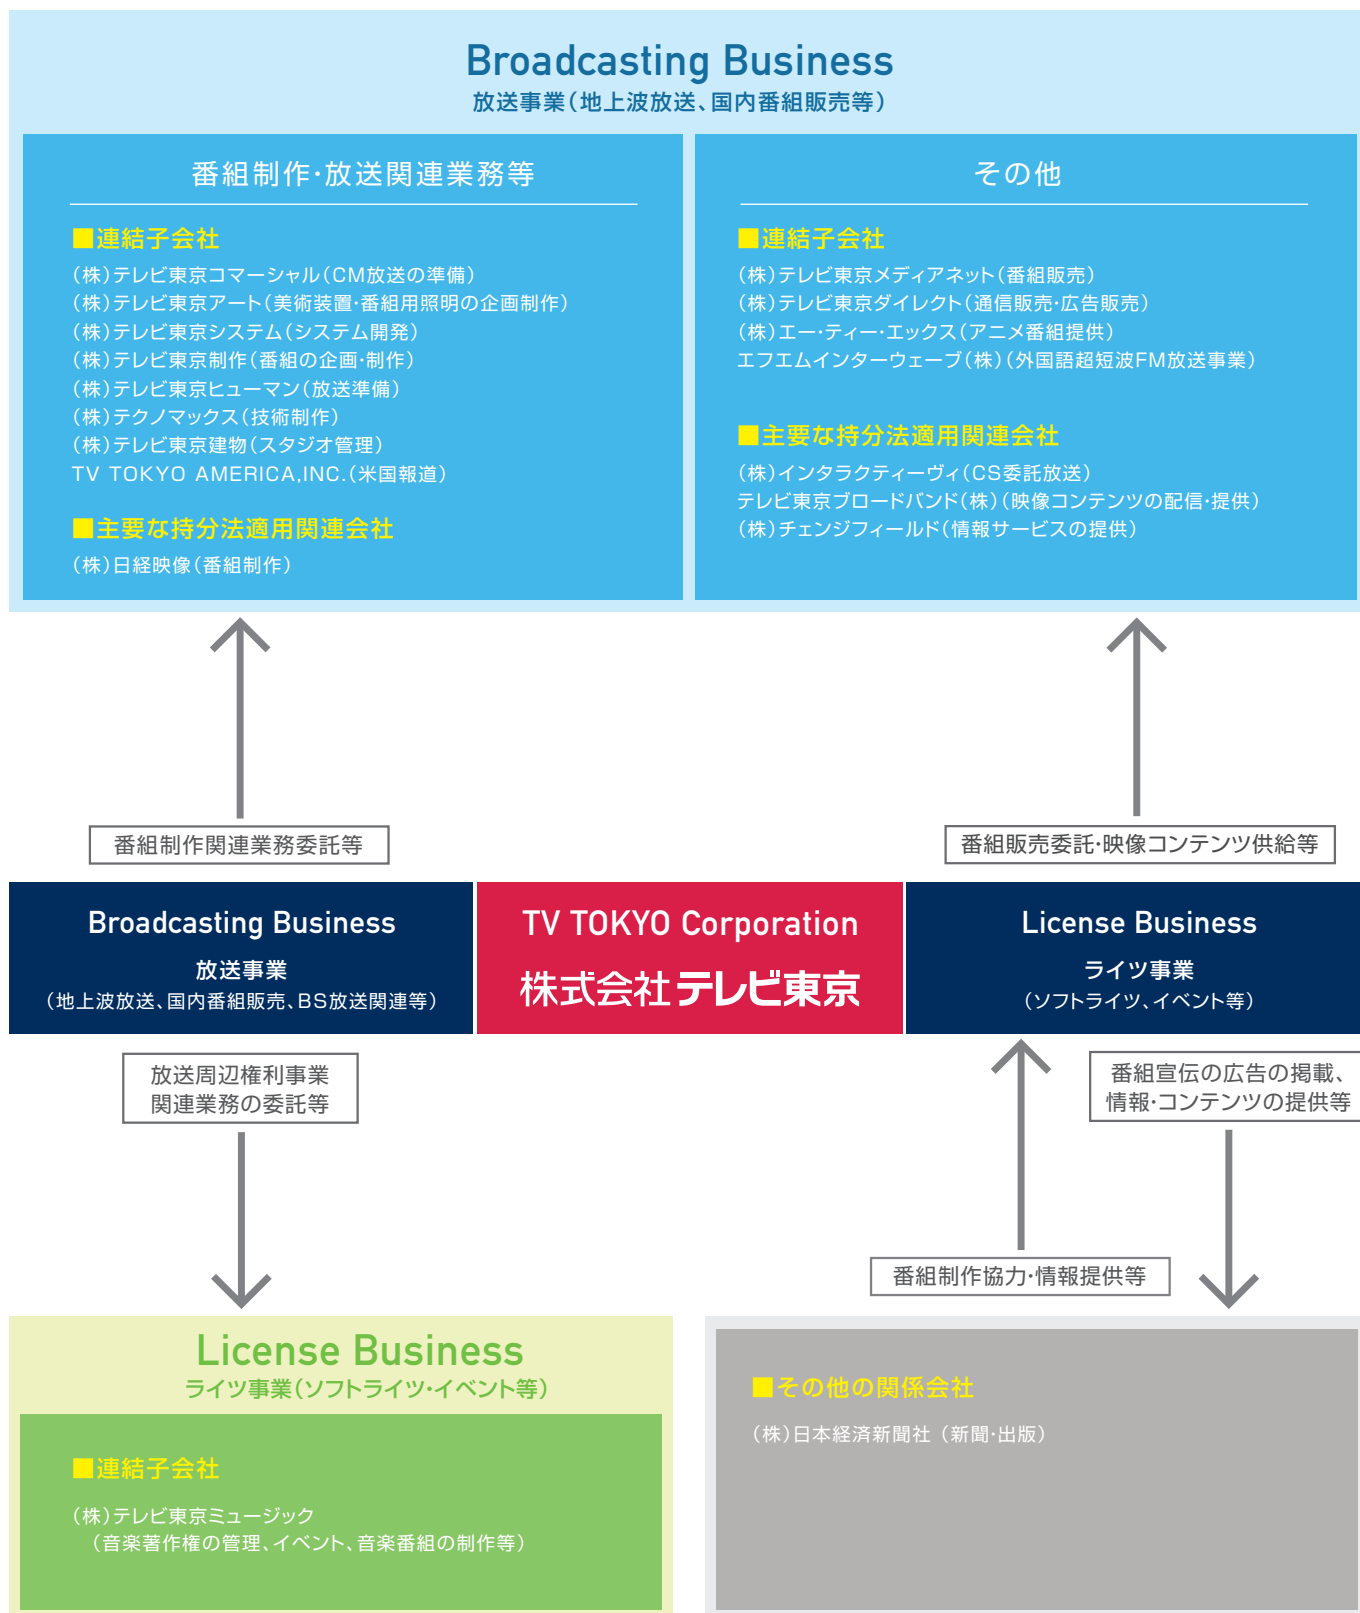 Broadcasting Business
放送事業（地上波放送、国内番組販売等）
番組制作・放送関連業務等
■連結子会社
（株）テレビ東京コマーシャル（CM放送の準備）
（株）テレビ東京アート（美術装置・番組用照明の企画制作）
（株）テレビ東京システム（システム開発）
（株）テレビ東京制作（番組の企画・制作）
（株）テレビ東京ヒューマン（放送準備）
（株）テクノマックス（技術制作）
（株）テレビ東京建物（スタジオ管理）
TV TOKYO AMERICA,INC.（米国報道）
■主要な持分法適用関連会社
（株）日経映像（番組制作）
その他
■連結子会社
（株）テレビ東京メディアネット（番組販売）
（株）テレビ東京ダイレクト（通信販売・広告販売）
（株）エー・ティー・エックス（アニメ番組提供）
エフエムインターウェーブ（株）（外国語超短波FM放送事業）
■主要な持分法適用関連会社
（株）インタラクティーヴィ（CS委託放送）
テレビ東京ブロードバンド（株）（映像コンテンツの配信・提供）
（株）チェンジフィールド（情報サービスの提供）
番組制作関連業務委託等
番組販売委託・映像コンテンツ供給等
Broadcasting Business
放送事業
（地上波放送、国内番組販売、BS放送関連等）
TV TOKYO Corporation
株式会社テレビ東京
License Business
ライツ事業
（ソフトライツ、イベント等）
放送周辺権利事業
関連業務の委託等
番組宣伝の広告の掲載、
情報・コンテンツの提供等
番組制作協力・情報提供等
License Business
ライツ事業（ソフトライツ・イベント等）
■連結子会社
（株）テレビ東京ミュージック
（音楽著作権の管理、イベント、音楽番組の制作等）
■その他の関係会社
（株）日本経済新聞社（新聞・出版）